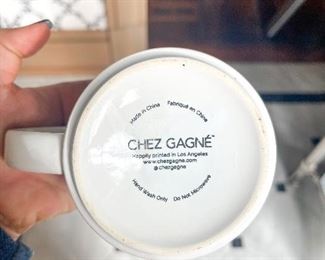 Made in China Fabriqué en Chine
CHEZ GAGNÉ™
Happily printed in Los Angeles
www.chezgagne.com
@chezgagne
Hand Wash Only Do Not Microwave